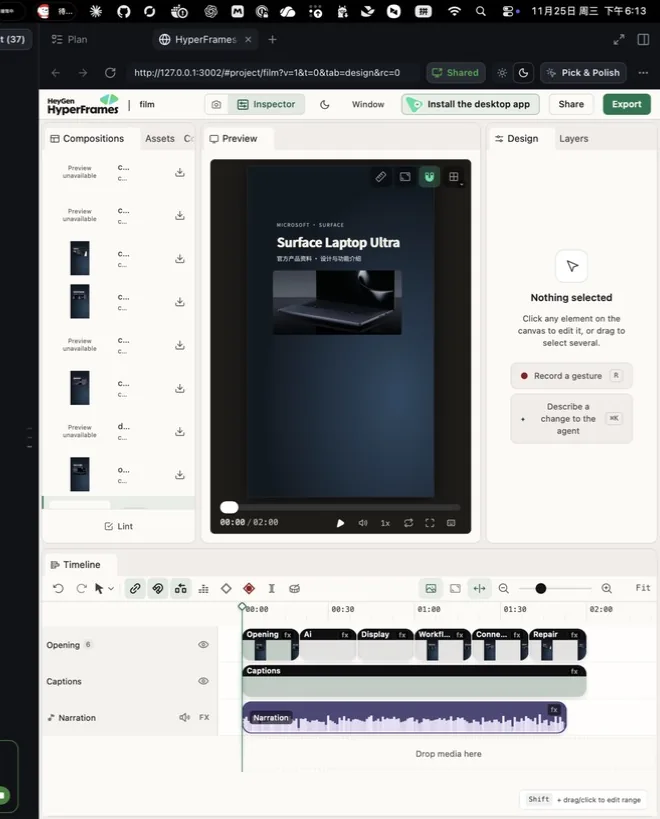 待...
拼
11月25日 周三 下午6:13
t (37)
Plan
HyperFrames
http://127.0.0.1:3002/#project/film?v=1&t=0&tab=design&rc=0
Shared
Pick & Polish
HeyGen
HyperFrames
film
Inspector
Window
Install the desktop app
Share
Export
Compositions
Assets
Preview
Design
Layers
Preview
unavailable
c...
c...
Preview
unavailable
c...
c...
c...
c...
c...
c...
Preview
unavailable
c...
c...
c...
c...
Preview
unavailable
d...
c...
o...
c...
Lint
MICROSOFT · SURFACE
Surface Laptop Ultra
官方产品资料 · 设计与功能介绍
00:00 / 02:00
1x
Nothing selected
Click any element on the
canvas to edit it, or drag to
select several.
Record a gesture
R
Describe a
change to the
agent
⌘K
Timeline
Fit
00:00
00:30
01:00
01:30
02:00
Opening 6
Opening fx
Ai fx
Display fx
Workfl... fx
Conne... fx
Repair fx
Captions
Captions fx
Narration
FX
Narration
fx
Drop media here
Shift + drag/click to edit range